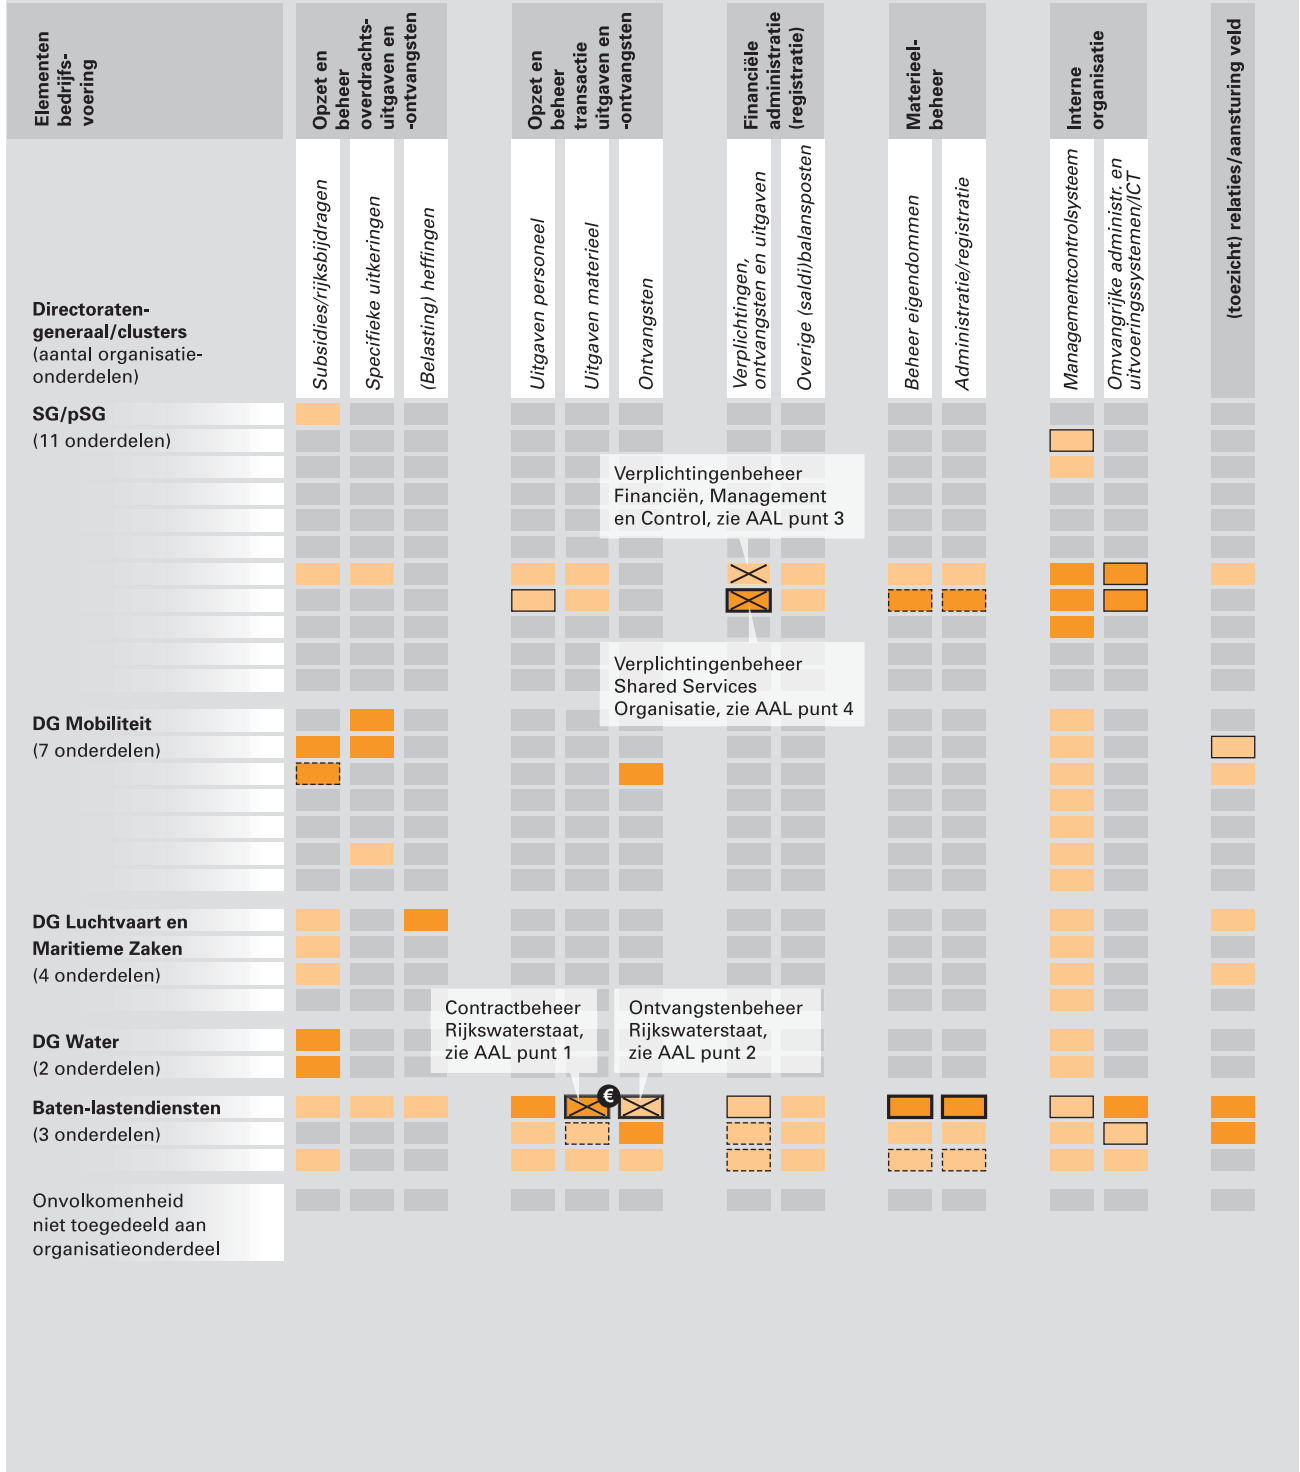 Elementen
bedrijfs-
voering
Opzet en
beheer
overdrachts-
uitgaven en
-ontvangsten
Opzet en
beheer
transactie
uitgaven en
-ontvangsten
Financiële
administratie
(registratie)
Materieel-
beheer
Interne
organisatie
(toezicht) relaties/aansturing veld
Subsidies/rijksbijdragen
Specifieke uitkeringen
(Belasting) heffingen
Uitgaven personeel
Uitgaven materieel
Ontvangsten
Verplichtingen,
ontvangsten en uitgaven
Overige (saldi)balansposten
Beheer eigendommen
Administratie/registratie
Managementcontrolsysteem
Omvangrijke administr. en
uitvoeringssystemen/ICT
Directoraten-
generaal/clusters
(aantal organisatie-
onderdelen)
SG/pSG
(11 onderdelen)
Verplichtingenbeheer
Financiën, Management
en Control, zie AAL punt 3
Verplichtingenbeheer
Shared Services
Organisatie, zie AAL punt 4
DG Mobiliteit
(7 onderdelen)
DG Luchtvaart en
Maritieme Zaken
(4 onderdelen)
Contractbeheer
Rijkswaterstaat,
zie AAL punt 1
Ontvangstenbeheer
Rijkswaterstaat,
zie AAL punt 2
DG Water
(2 onderdelen)
€
Baten-lastendiensten
(3 onderdelen)
Onvolkomenheid
niet toegedeeld aan
organisatieonderdeel